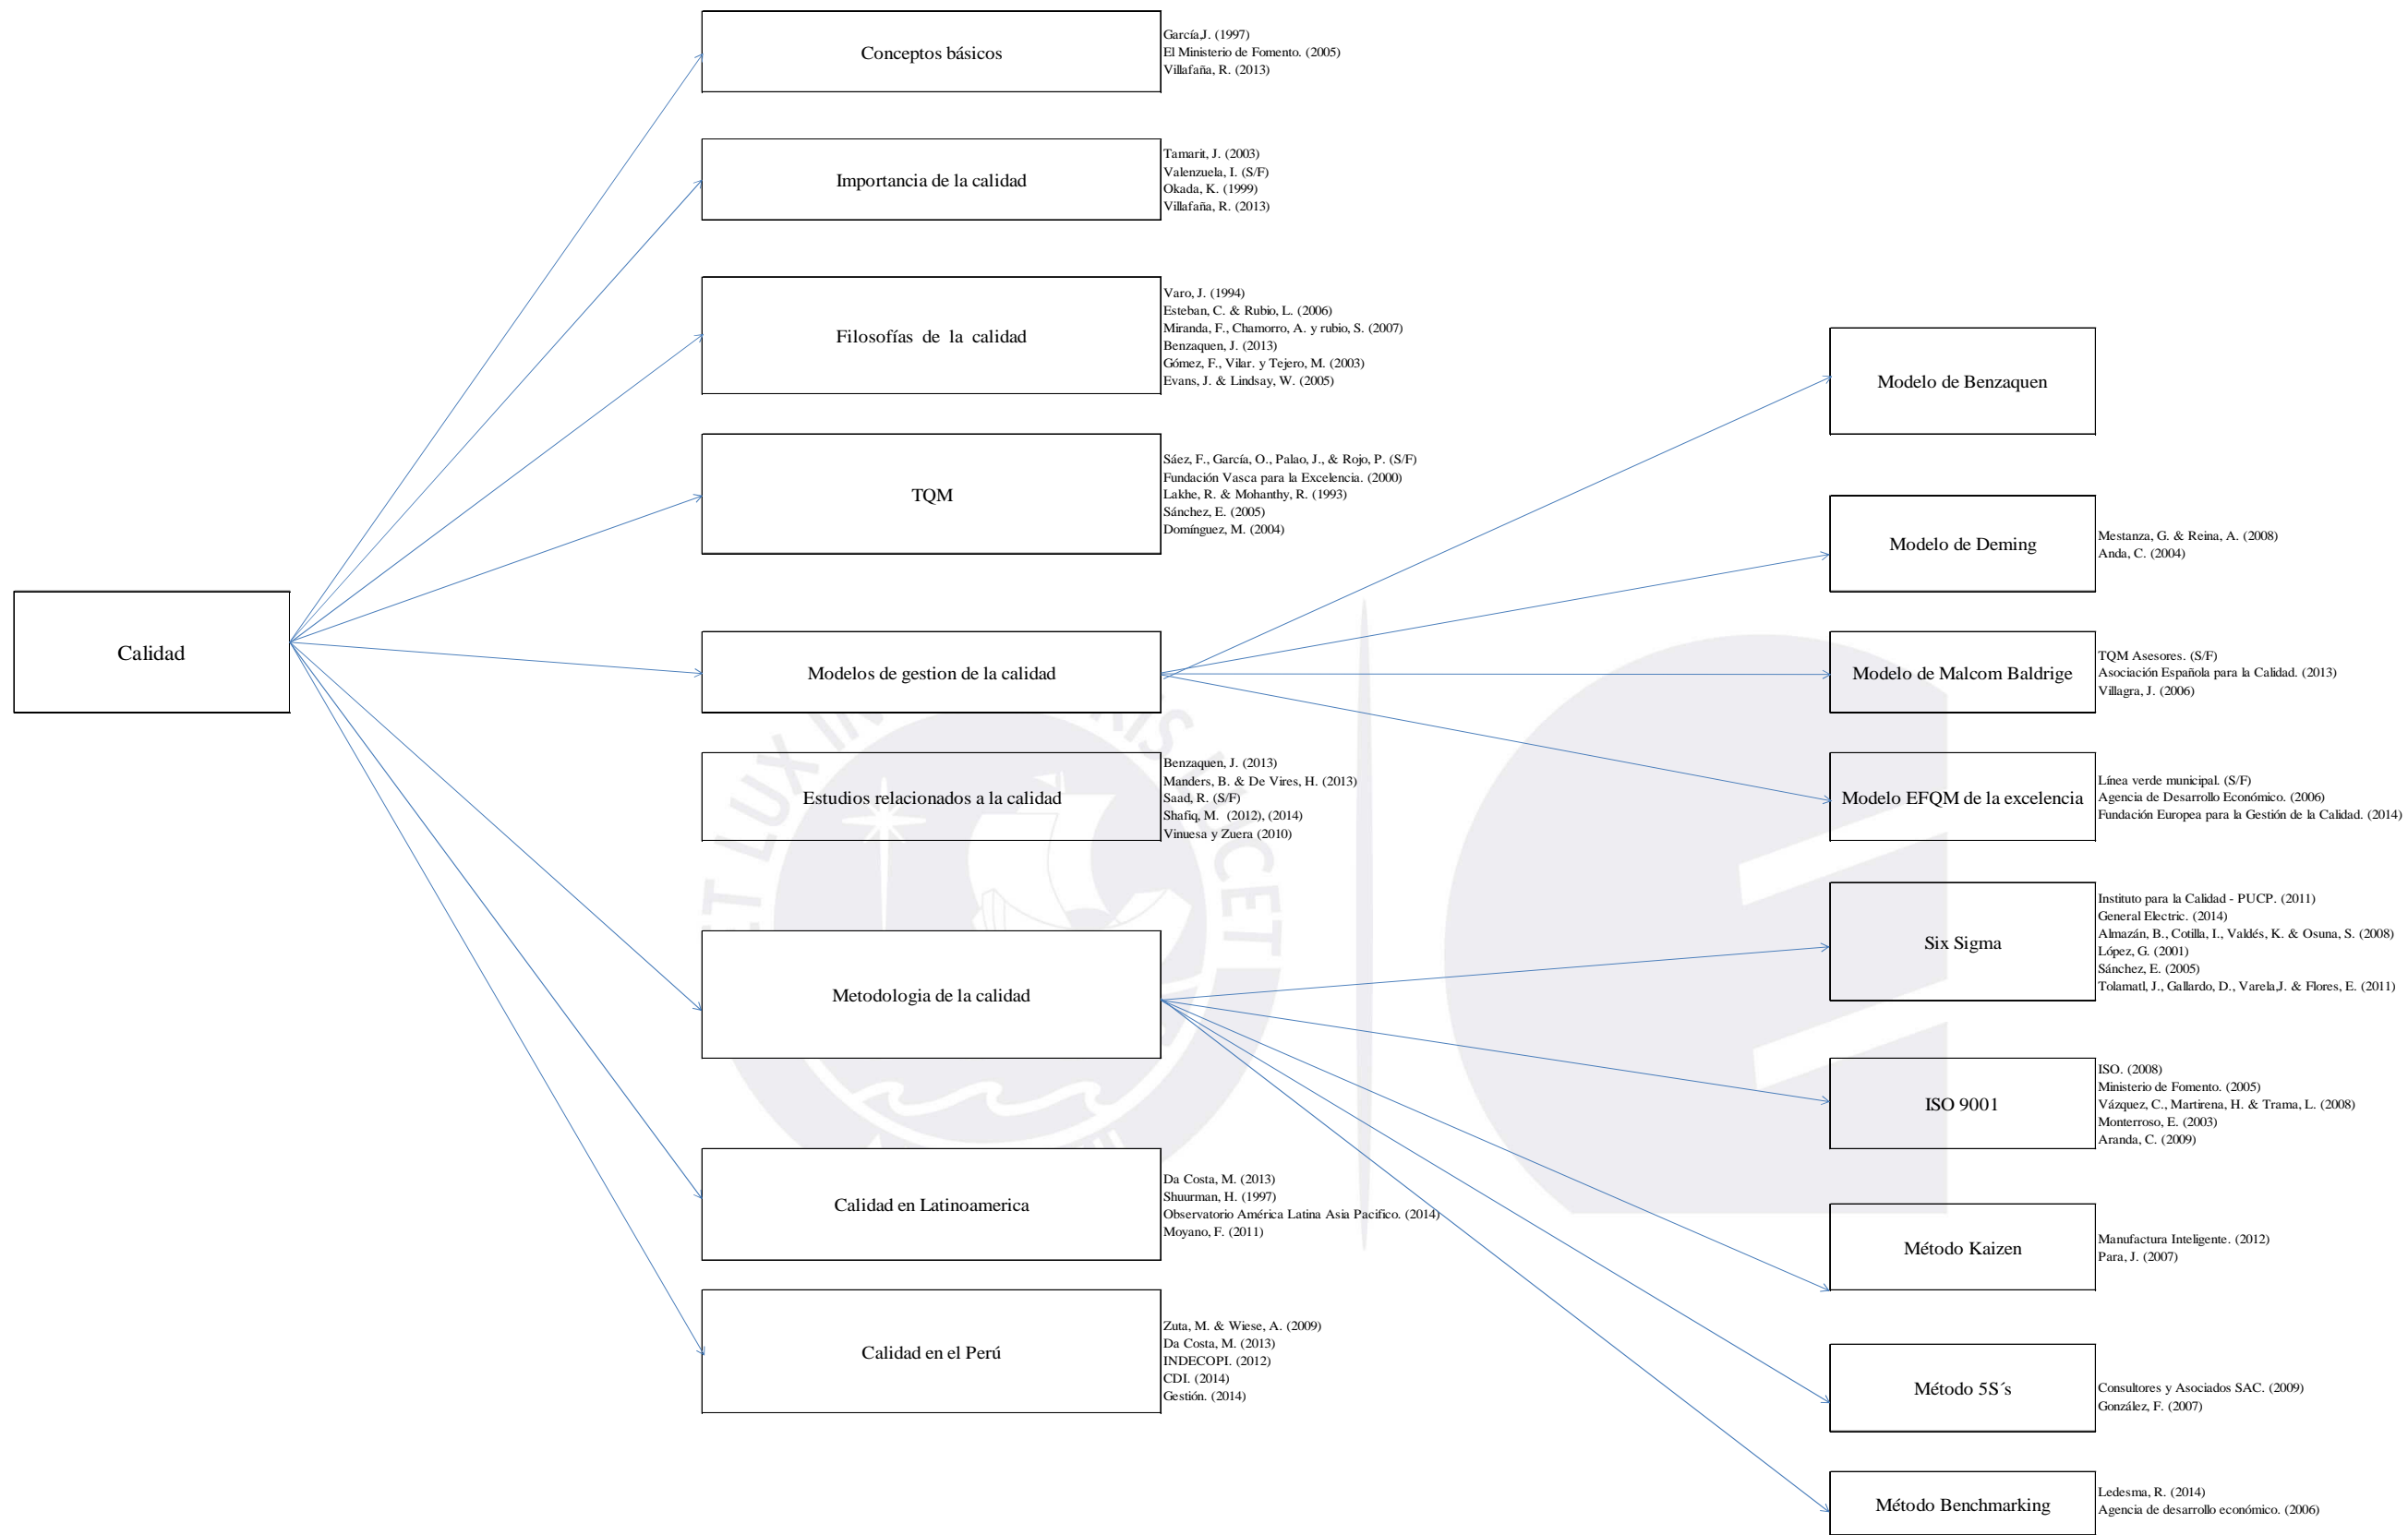 Calidad
Conceptos básicos
García,J. (1997)
El Ministerio de Fomento. (2005)
Villafaña, R. (2013)
Importancia de la calidad
Tamarit, J. (2003)
Valenzuela, I. (S/F)
Okada, K. (1999)
Villafaña, R. (2013)
Filosofías de la calidad
Varo, J. (1994)
Esteban, C. & Rubio, L. (2006)
Miranda, F., Chamorro, A. y rubio, S. (2007)
Benzaquen, J. (2013)
Gómez, F., Vilar. y Tejero, M. (2003)
Evans, J. & Lindsay, W. (2005)
TQM
Sáez, F., García, O., Palao, J., & Rojo, P. (S/F)
Fundación Vasca para la Excelencia. (2000)
Lakhe, R. & Mohanthy, R. (1993)
Sánchez, E. (2005)
Domínguez, M. (2004)
Modelos de gestion de la calidad
Estudios relacionados a la calidad
Benzaquen, J. (2013)
Manders, B. & De Vires, H. (2013)
Saad, R. (S/F)
Shafiq, M. (2012), (2014)
Vinuesa y Zuera (2010)
Metodologia de la calidad
Calidad en Latinoamerica
Da Costa, M. (2013)
Shuurman, H. (1997)
Observatorio América Latina Asia Pacifico. (2014)
Moyano, F. (2011)
Calidad en el Perú
Zuta, M. & Wiese, A. (2009)
Da Costa, M. (2013)
INDECOPI. (2012)
CDI. (2014)
Gestión. (2014)
Modelo de Benzaquen
Modelo de Deming
Mestanza, G. & Reina, A. (2008)
Anda, C. (2004)
Modelo de Malcom Baldrige
TQM Asesores. (S/F)
Asociación Española para la Calidad. (2013)
Villagra, J. (2006)
Modelo EFQM de la excelencia
Línea verde municipal. (S/F)
Agencia de Desarrollo Económico. (2006)
Fundación Europea para la Gestión de la Calidad. (2014)
Six Sigma
Instituto para la Calidad - PUCP. (2011)
General Electric. (2014)
Almazán, B., Cotilla, I., Valdés, K. & Osuna, S. (2008)
López, G. (2001)
Sánchez, E. (2005)
Tolamatl, J., Gallardo, D., Varela,J. & Flores, E. (2011)
ISO 9001
ISO. (2008)
Ministerio de Fomento. (2005)
Vázquez, C., Martirena, H. & Trama, L. (2008)
Monterroso, E. (2003)
Aranda, C. (2009)
Método Kaizen
Manufactura Inteligente. (2012)
Para, J. (2007)
Método 5S´s
Consultores y Asociados SAC. (2009)
González, F. (2007)
Método Benchmarking
Ledesma, R. (2014)
Agencia de desarrollo económico. (2006)
ET LUX IN